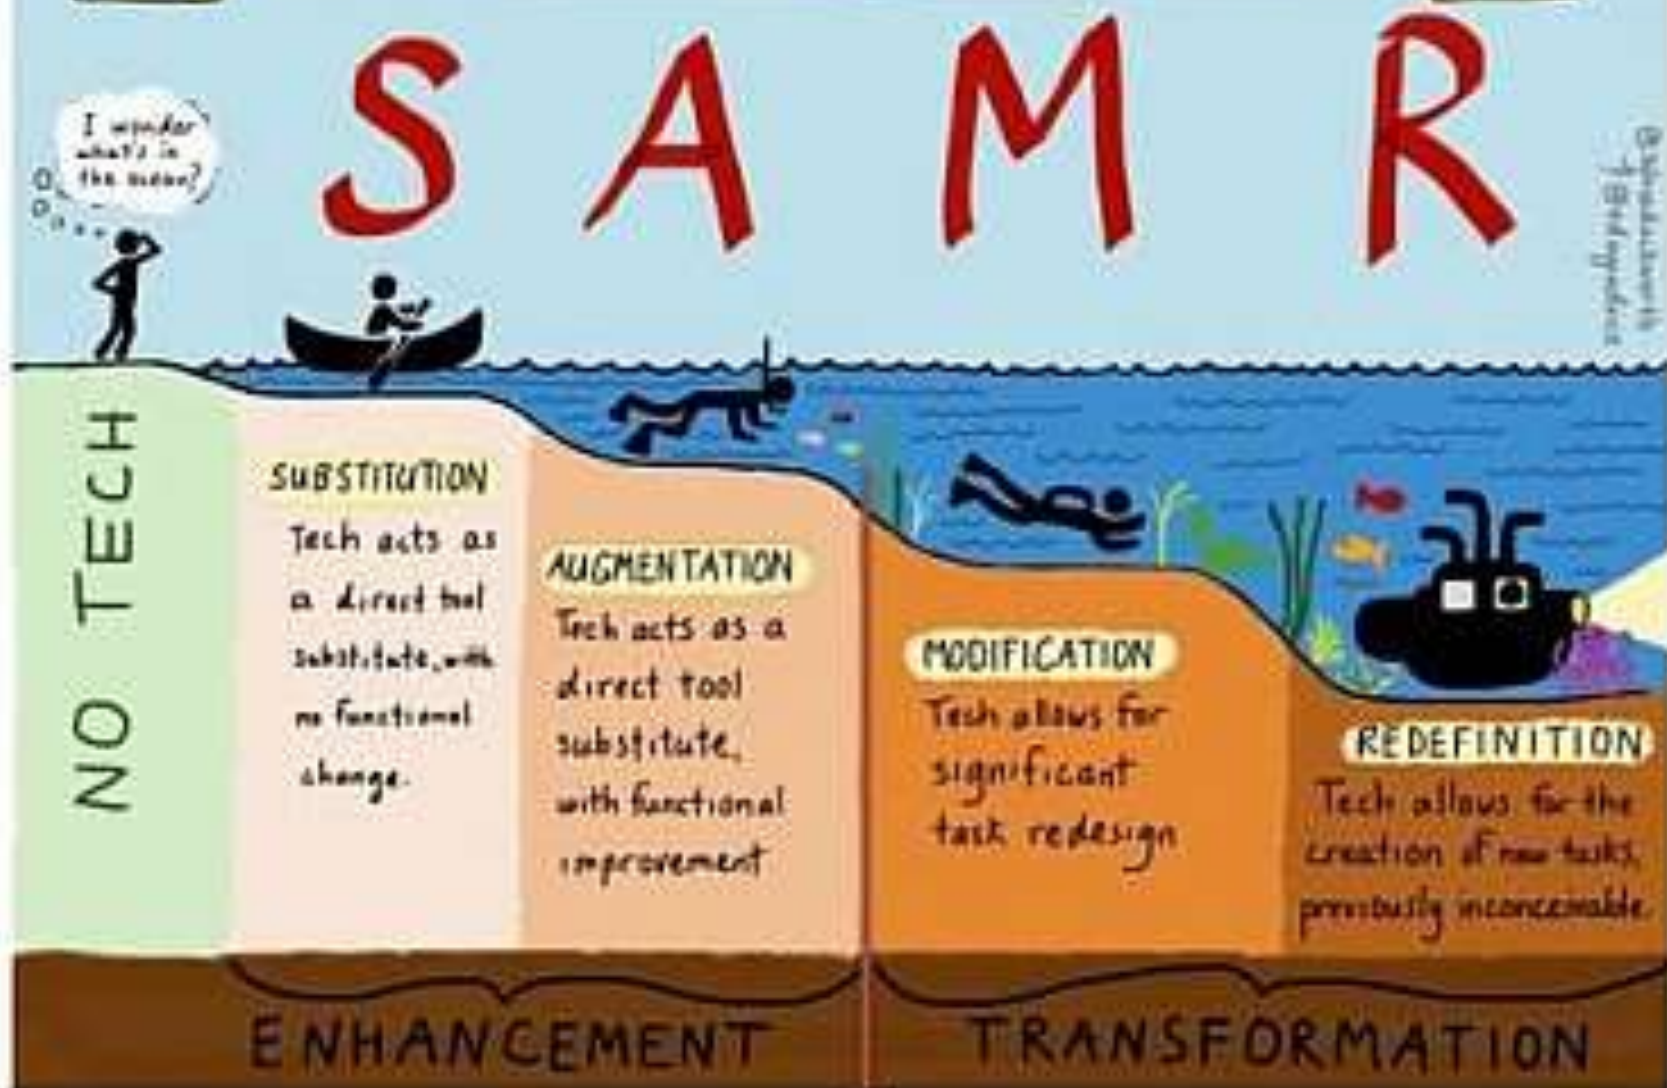 S A M R
I wonder
what's in
the ocean?
NO TECH
SUBSTITUTION
Tech acts as
a direct tool
substitute, with
no functional
change.
AUGMENTATION
Tech acts as a
direct tool
substitute,
with functional
improvement
MODIFICATION
Tech allows for
significant
task redesign
REDEFINITION
Tech allows for the
creation of new tasks,
previously inconceivable.
ENHANCEMENT
TRANSFORMATION